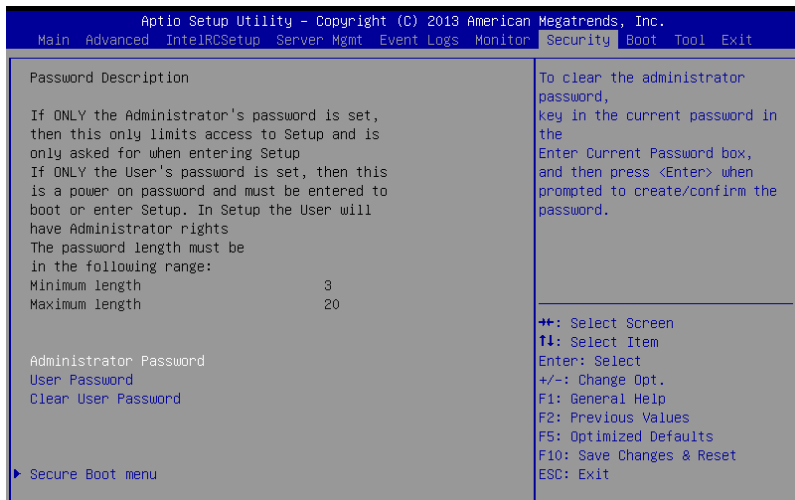 Aptio Setup Utility – Copyright (C) 2013 American Megatrends, Inc.
Main Advanced IntelRCSetup Server Mgmt Event Logs Monitor Security Boot Tool Exit
Password Description
If ONLY the Administrator's password is set,
then this only limits access to Setup and is
only asked for when entering Setup
If ONLY the User's password is set, then this
is a power on password and must be entered to
boot or enter Setup. In Setup the User will
have Administrator rights
The password length must be
in the following range:
Minimum length 3
Maximum length 20
Administrator Password
User Password
Clear User Password
Secure Boot menu
To clear the administrator
password,
key in the current password in
the
Enter Current Password box,
and then press <Enter> when
prompted to create/confirm the
password.
→←: Select Screen
↑↓: Select Item
Enter: Select
+/-: Change Opt.
F1: General Help
F2: Previous Values
F5: Optimized Defaults
F10: Save Changes & Reset
ESC: Exit